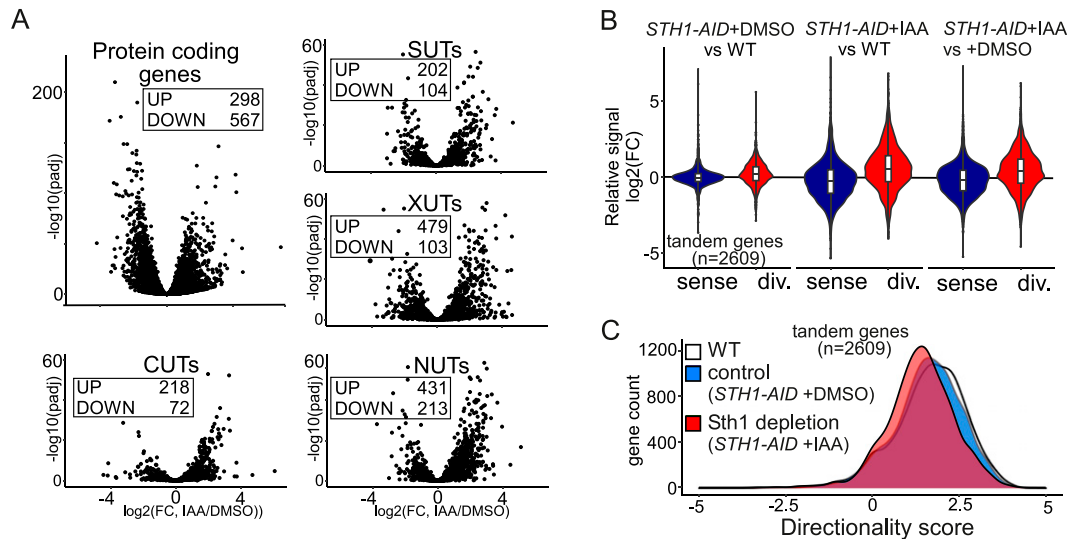 A
Protein coding
genes
UP 298
DOWN 567
200
0
-log10(padj)
SUTs
60
UP 202
DOWN 104
0
-log10(padj)
XUTs
60
UP 479
DOWN 103
0
-log10(padj)
CUTs
60
UP 218
DOWN 72
0
-log10(padj)
-4 0 4
log2(FC, IAA/DMSO))
NUTs
60
UP 431
DOWN 213
0
-log10(padj)
-4 0 4
log2(FC, IAA/DMSO)
B
STH1-AID+DMSO
vs WT
STH1-AID+IAA
vs WT
STH1-AID+IAA
vs +DMSO
Relative signal
log2(FC)
5
0
-5
tandem genes
(n=2609)
sense div. sense div. sense div.
C
tandem genes
(n=2609)
WT
control
(STH1-AID +DMSO)
Sth1 depletion
(STH1-AID +IAA)
gene count
1200
800
400
0
-5 -2.5 0 2.5 5
Directionality score